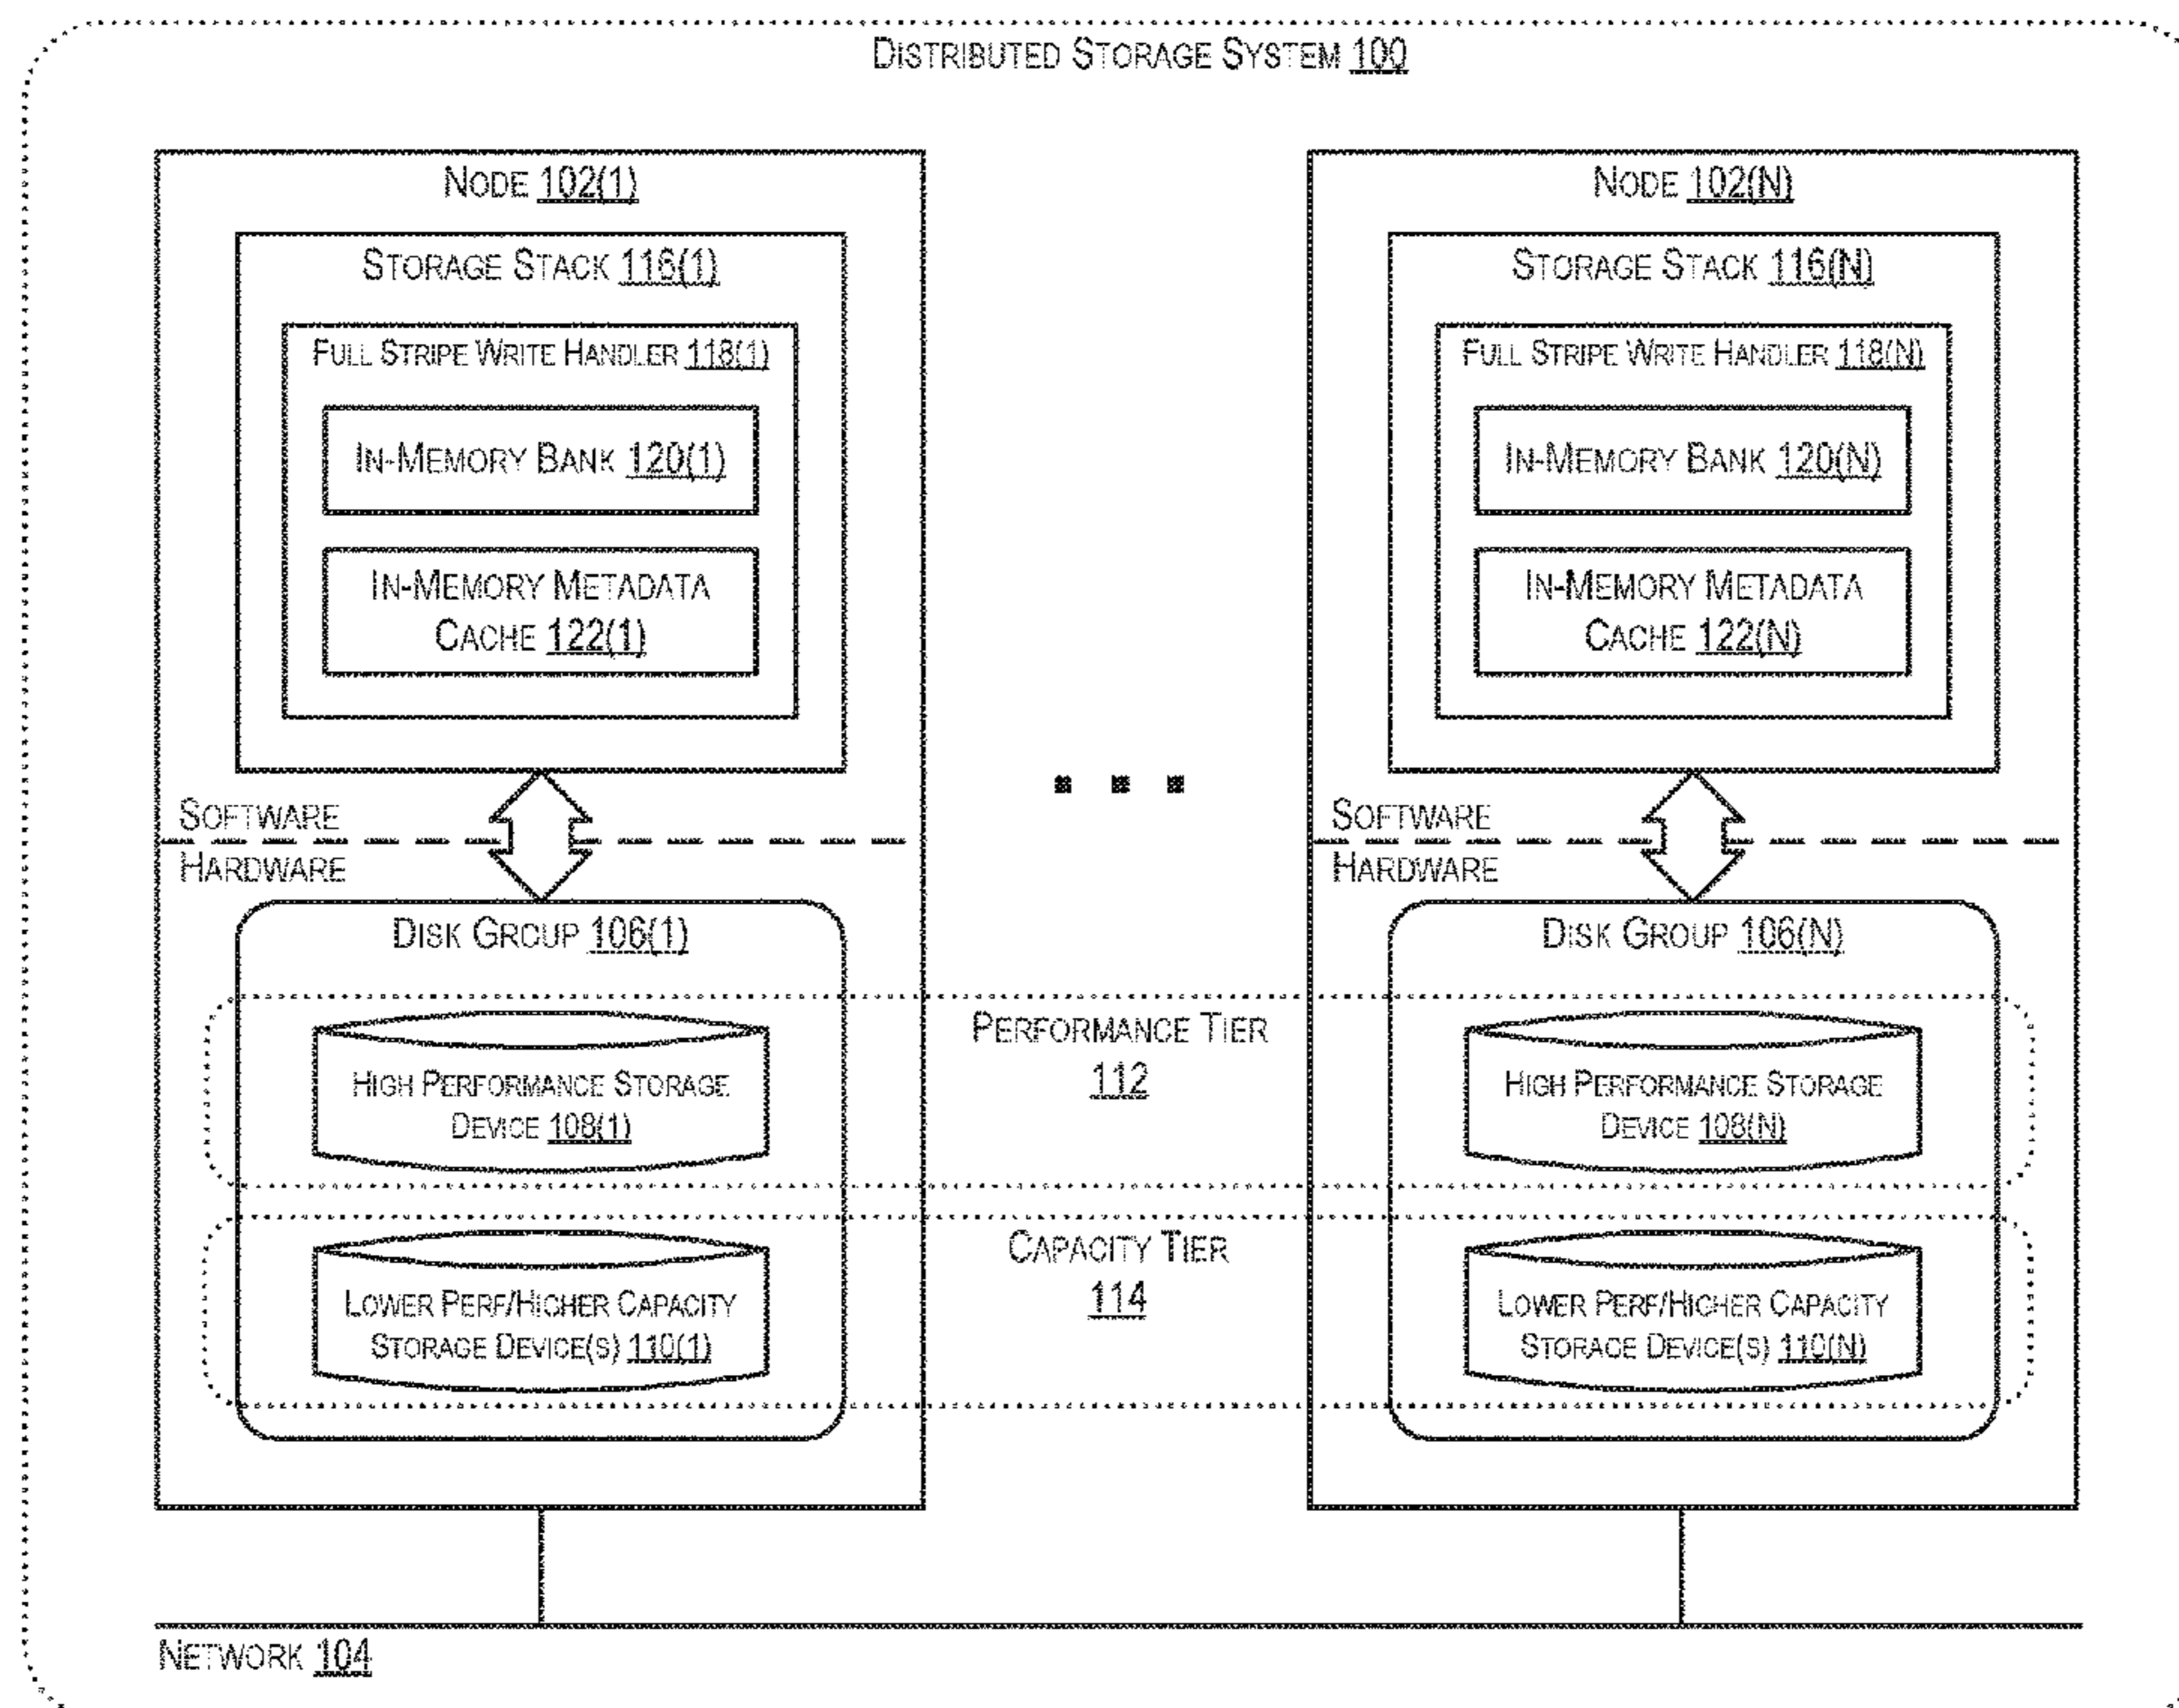 DISTRIBUTED STORAGE SYSTEM 100
NODE 102(1)
STORAGE STACK 116(1)
FULL STRIPE WRITE HANDLER 118(1)
IN-MEMORY BANK 120(1)
IN-MEMORY METADATA
CACHE 122(1)
SOFTWARE
HARDWARE
DISK GROUP 106(1)
HIGH PERFORMANCE STORAGE
DEVICE 108(1)
LOWER PERF/HIGHER CAPACITY
STORAGE DEVICE(S) 110(1)
PERFORMANCE TIER
112
CAPACITY TIER
114
NODE 102(N)
STORAGE STACK 116(N)
FULL STRIPE WRITE HANDLER 118(N)
IN-MEMORY BANK 120(N)
IN-MEMORY METADATA
CACHE 122(N)
SOFTWARE
HARDWARE
DISK GROUP 106(N)
HIGH PERFORMANCE STORAGE
DEVICE 108(N)
LOWER PERF/HIGHER CAPACITY
STORAGE DEVICE(S) 110(N)
NETWORK 104